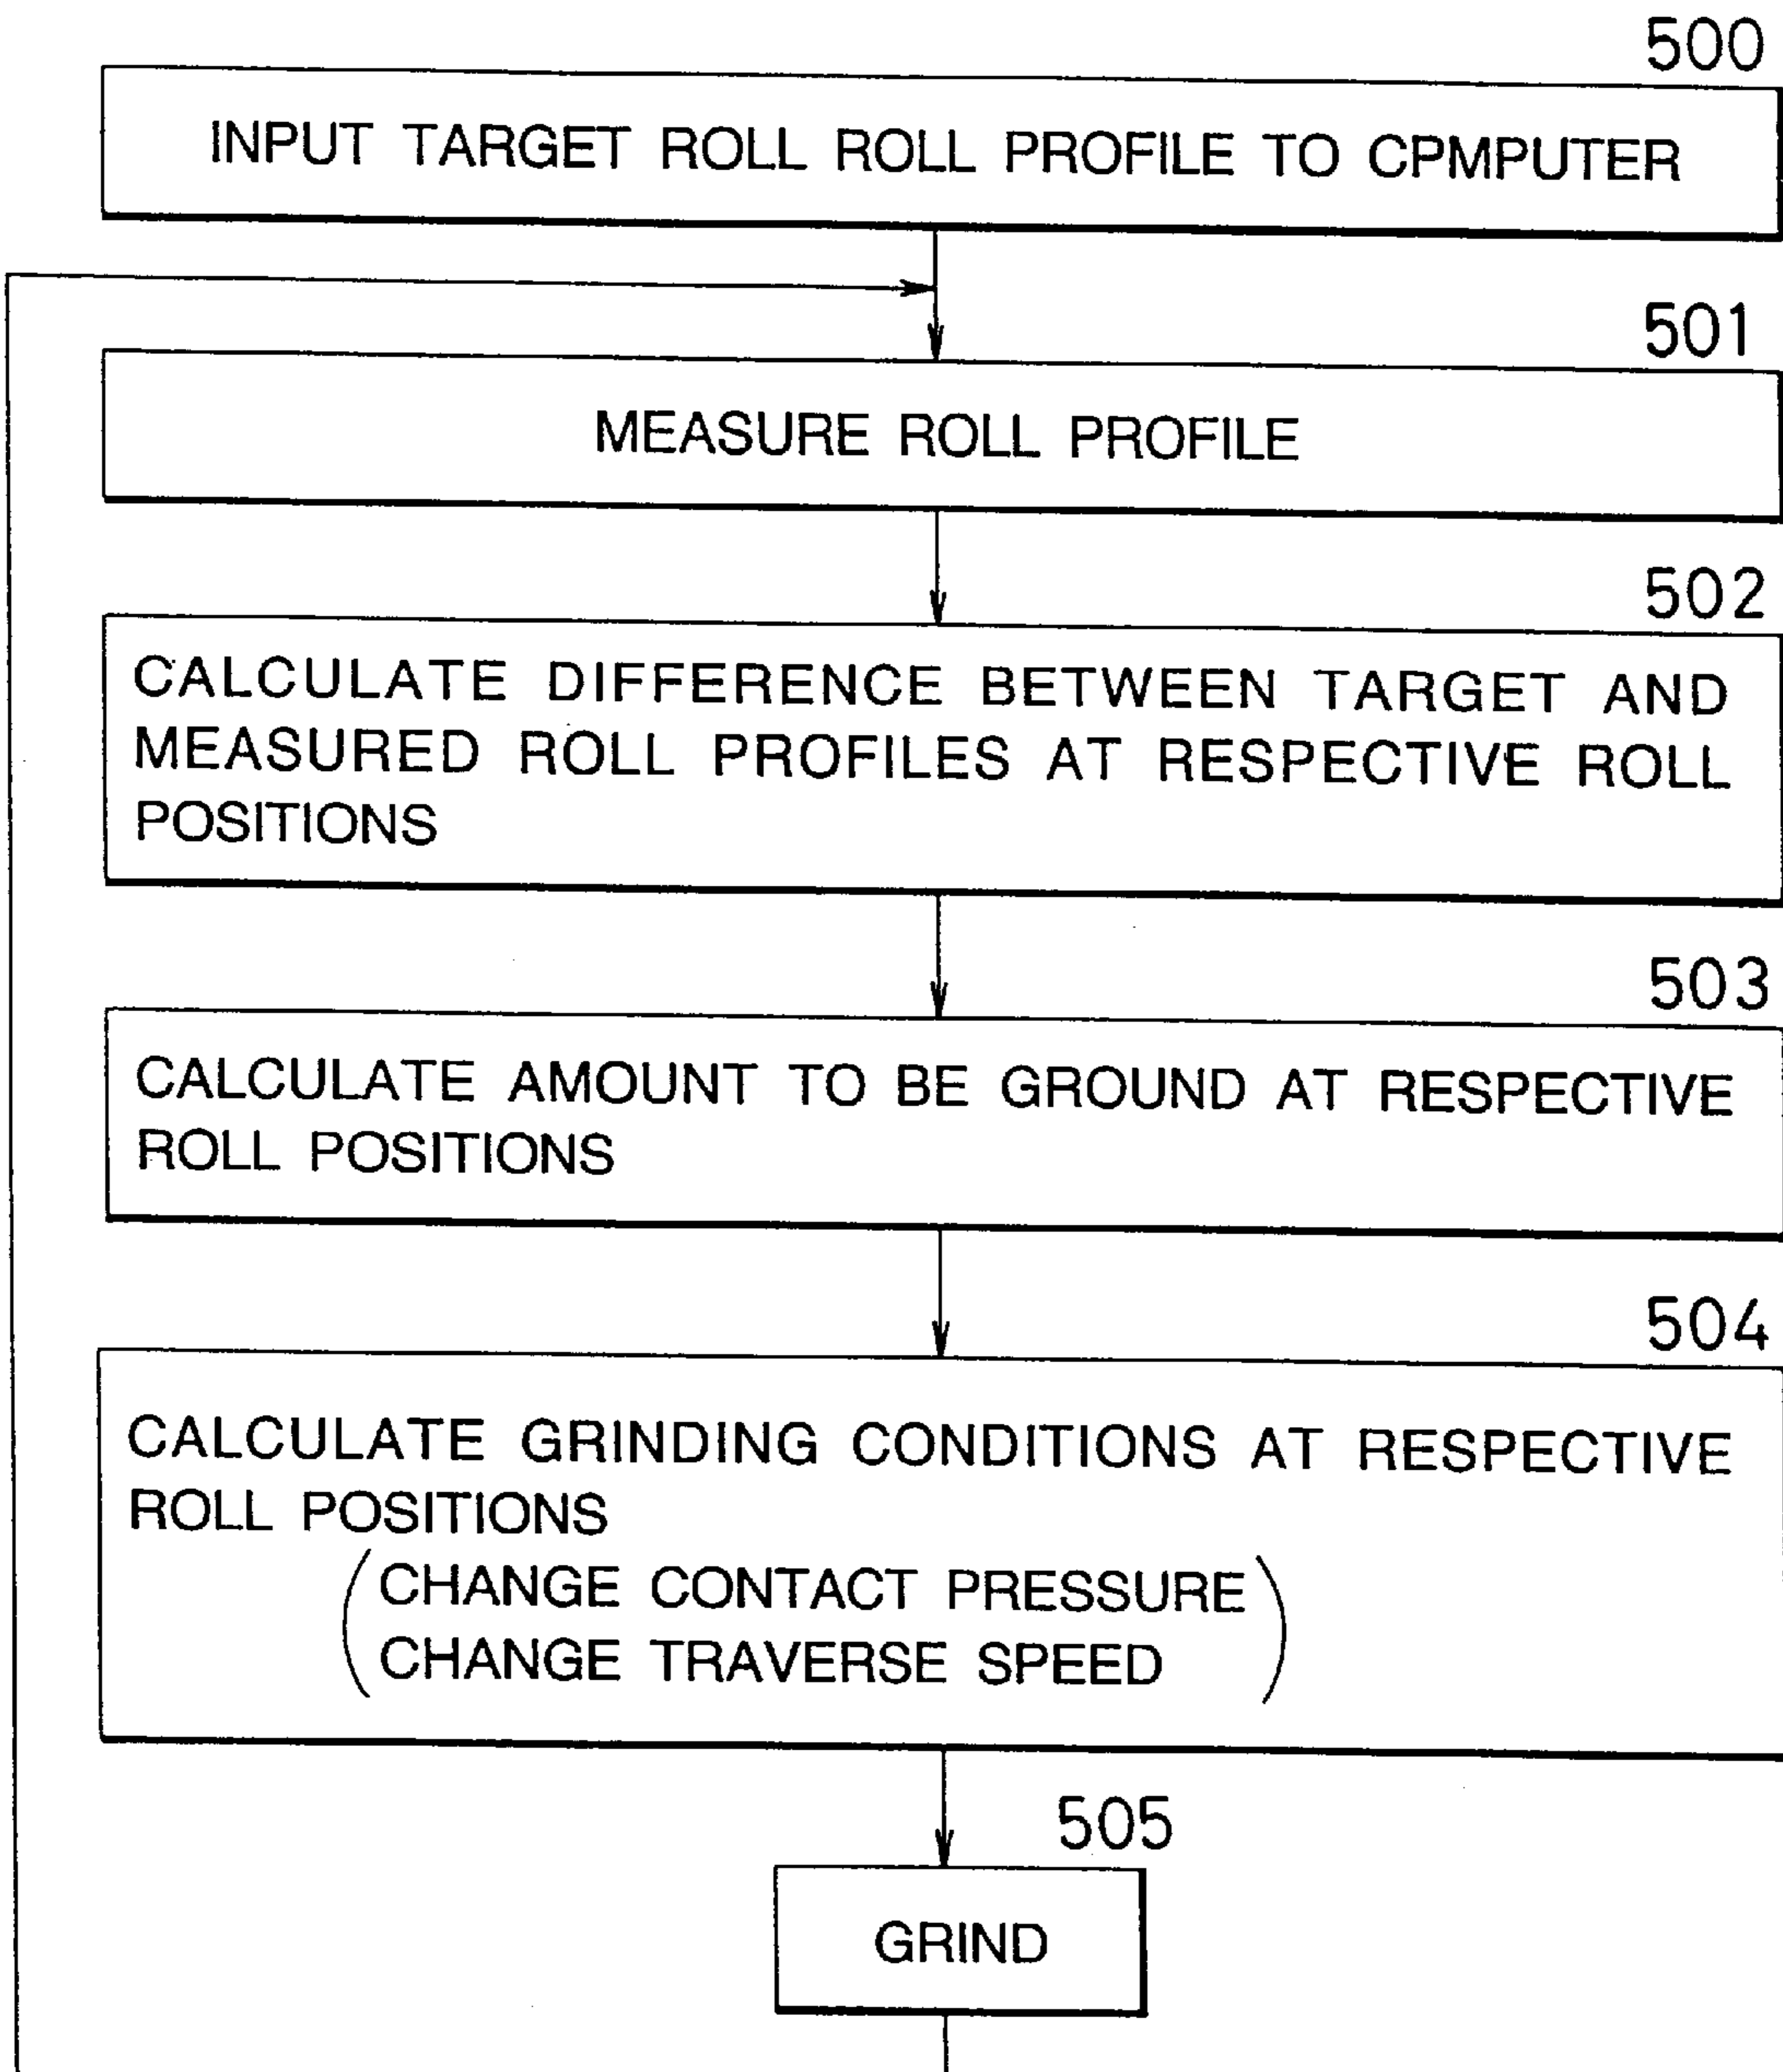 500
INPUT TARGET ROLL ROLL PROFILE TO CPMPUTER
501
MEASURE ROLL PROFILE
502
CALCULATE DIFFERENCE BETWEEN TARGET AND
MEASURED ROLL PROFILES AT RESPECTIVE ROLL
POSITIONS
503
CALCULATE AMOUNT TO BE GROUND AT RESPECTIVE
ROLL POSITIONS
504
CALCULATE GRINDING CONDITIONS AT RESPECTIVE
ROLL POSITIONS
(CHANGE CONTACT PRESSURE
CHANGE TRAVERSE SPEED)
505
GRIND